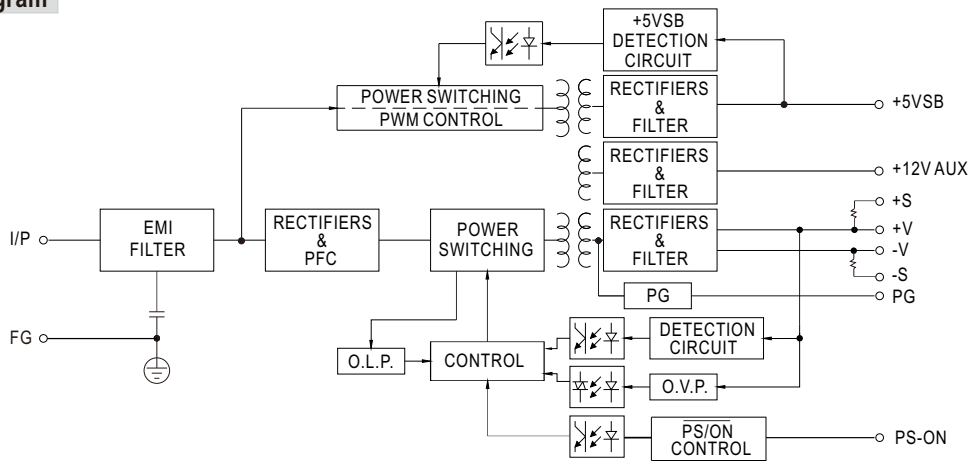 gram
+5VSB
DETECTION
CIRCUIT
POWER SWITCHING
PWM CONTROL
RECTIFIERS
&
FILTER
+5VSB
RECTIFIERS
&
FILTER
+12V AUX
+S
I/P
EMI
FILTER
RECTIFIERS
&
PFC
POWER
SWITCHING
RECTIFIERS
&
FILTER
+V
-V
-S
PG
PG
FG
O.L.P.
CONTROL
DETECTION
CIRCUIT
O.V.P.
PS/ON
CONTROL
PS-ON